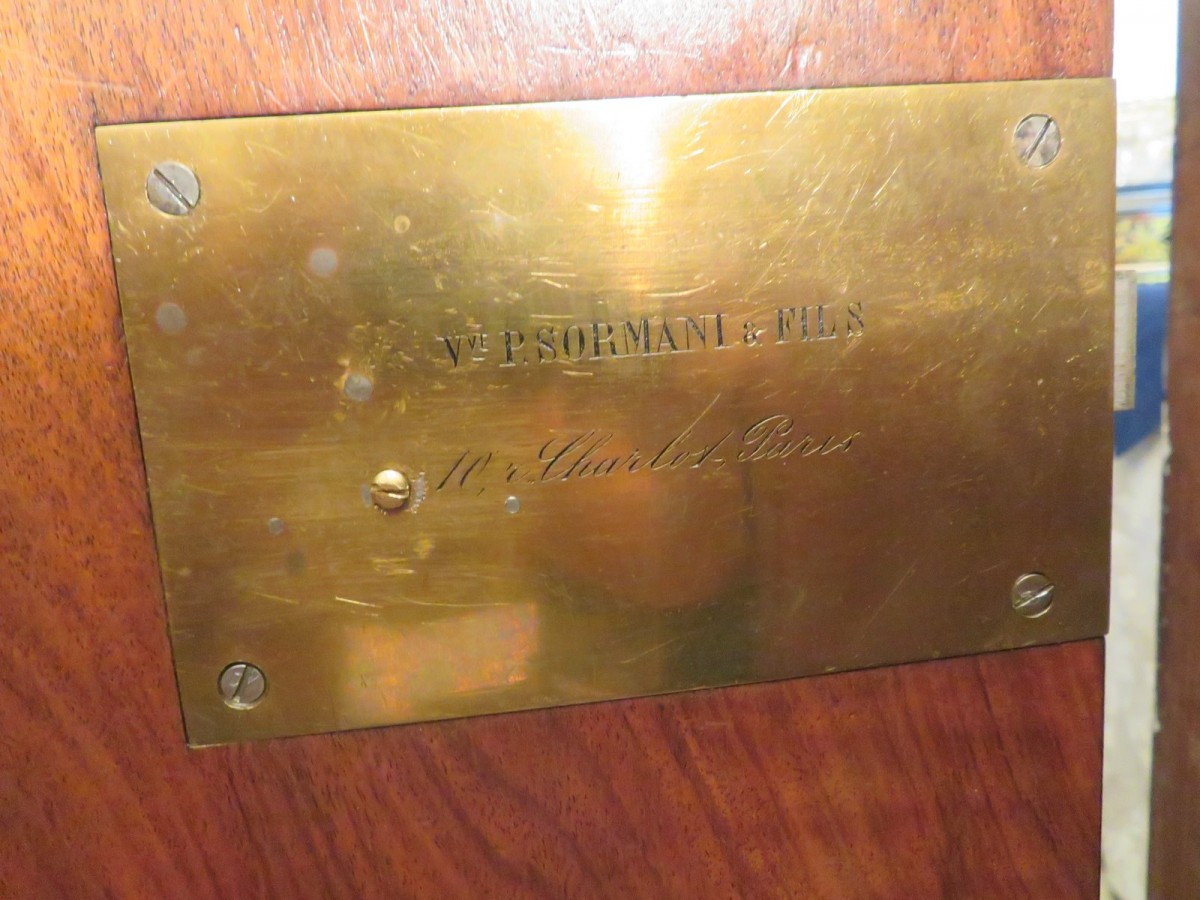 Vve P. SORMANI & FILS
10, r. Charlot, Paris